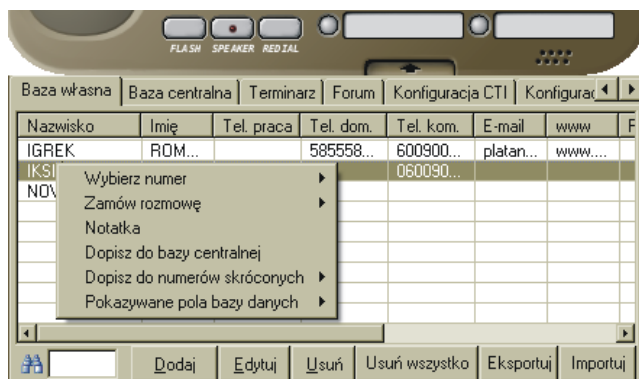 FLASH SPEAKER REDIAL
Baza własna Baza centralna Terminarz Forum Konfiguracja CTI
Nazwisko Imię Tel. praca Tel. dom. Tel. kom. E-mail www
IGREK ROM... 585558... 600900... platan... www....
060090...
Wybierz numer
Zamów rozmowę
Notatka
Dopisz do bazy centralnej
Dopisz do numerów skróconych
Pokazywane pola bazy danych
Dodaj Edytuj Usuń Usuń wszystko Eksportuj Importuj